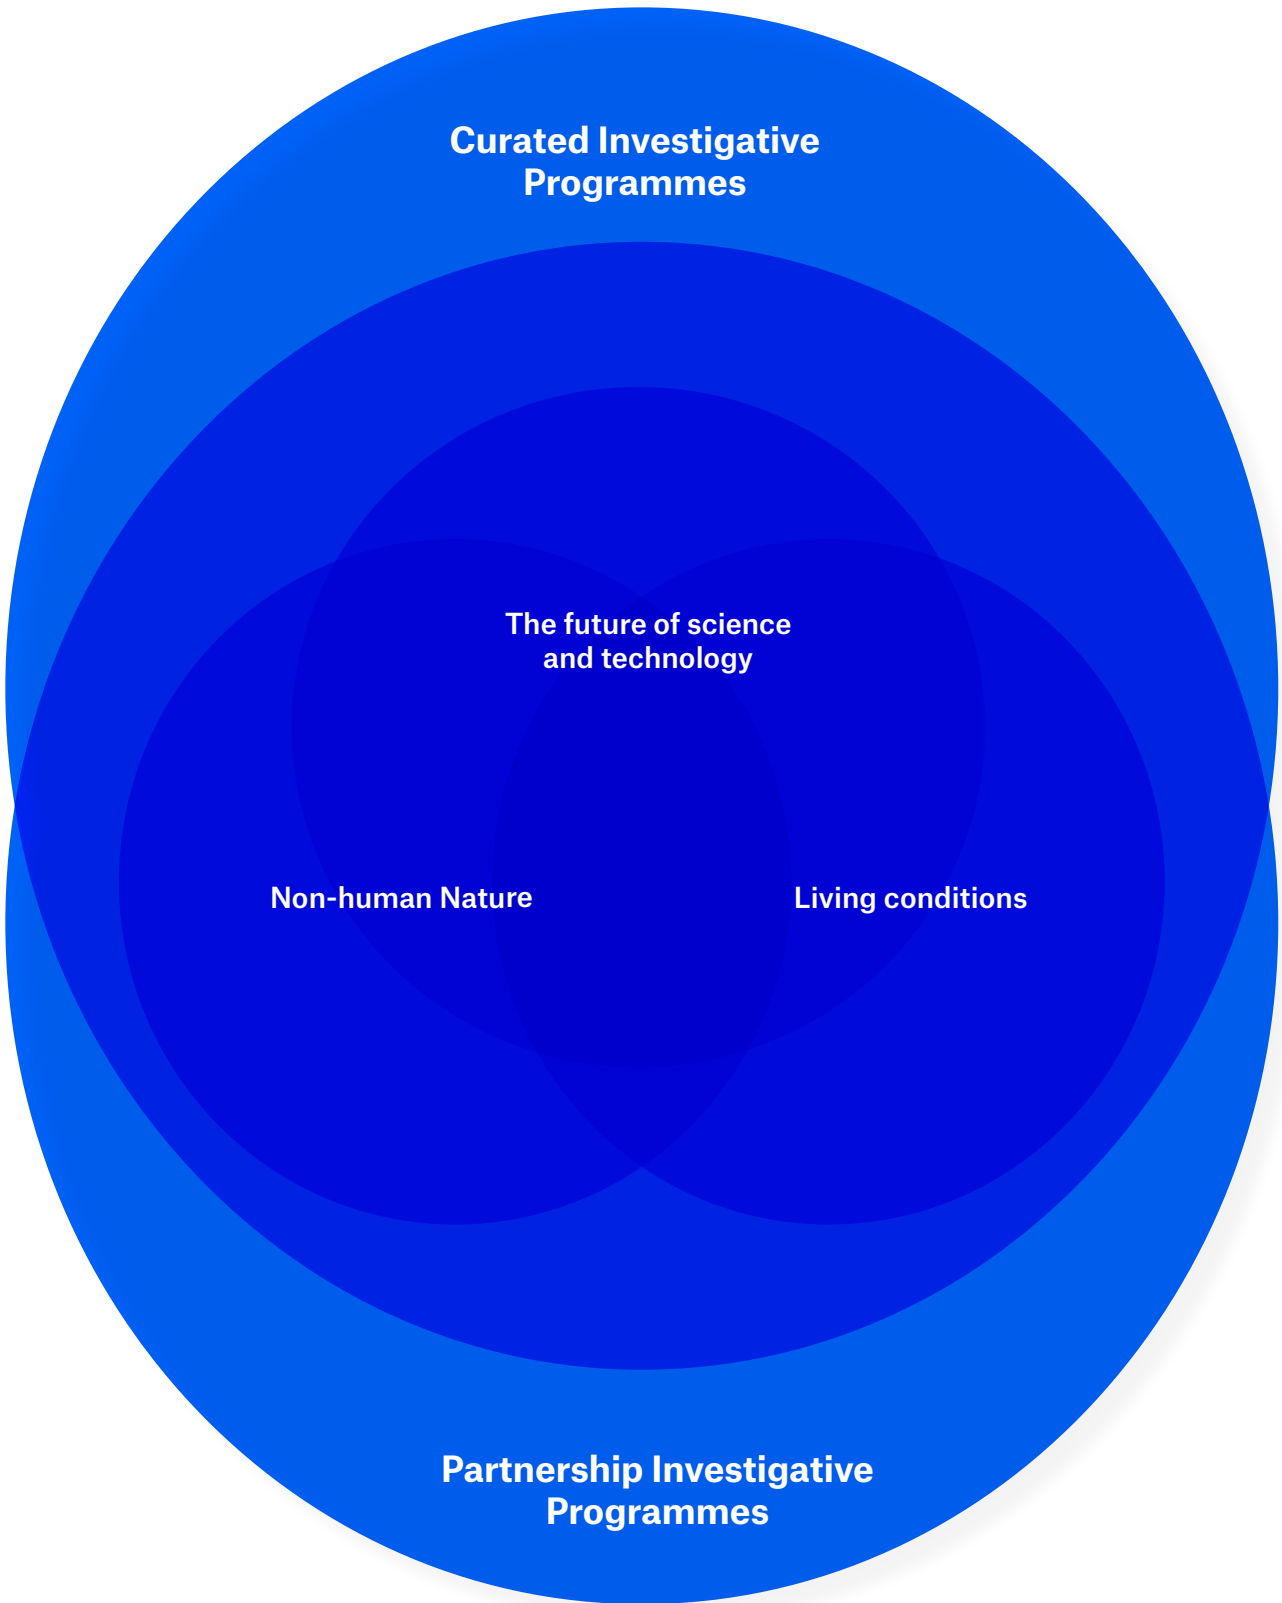 Curated Investigative
Programmes
The future of science
and technology
Non-human Nature
Living conditions
Partnership Investigative
Programmes